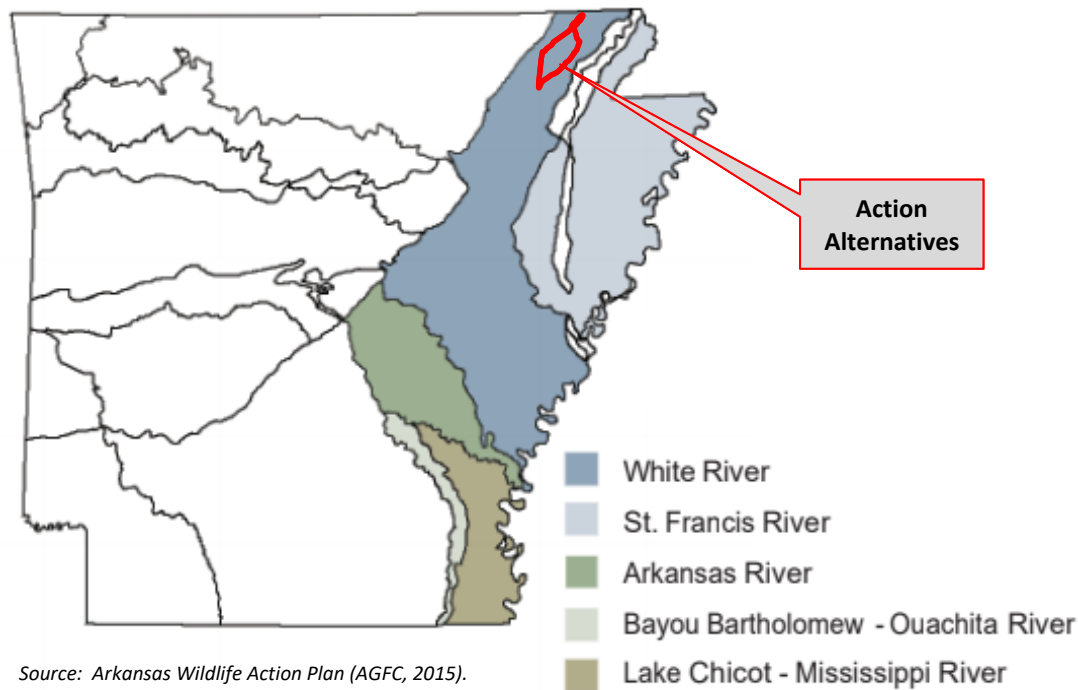 Action
Alternatives
White River
St. Francis River
Arkansas River
Bayou Bartholomew - Ouachita River
Lake Chicot - Mississippi River
Source: Arkansas Wildlife Action Plan (AGFC, 2015).